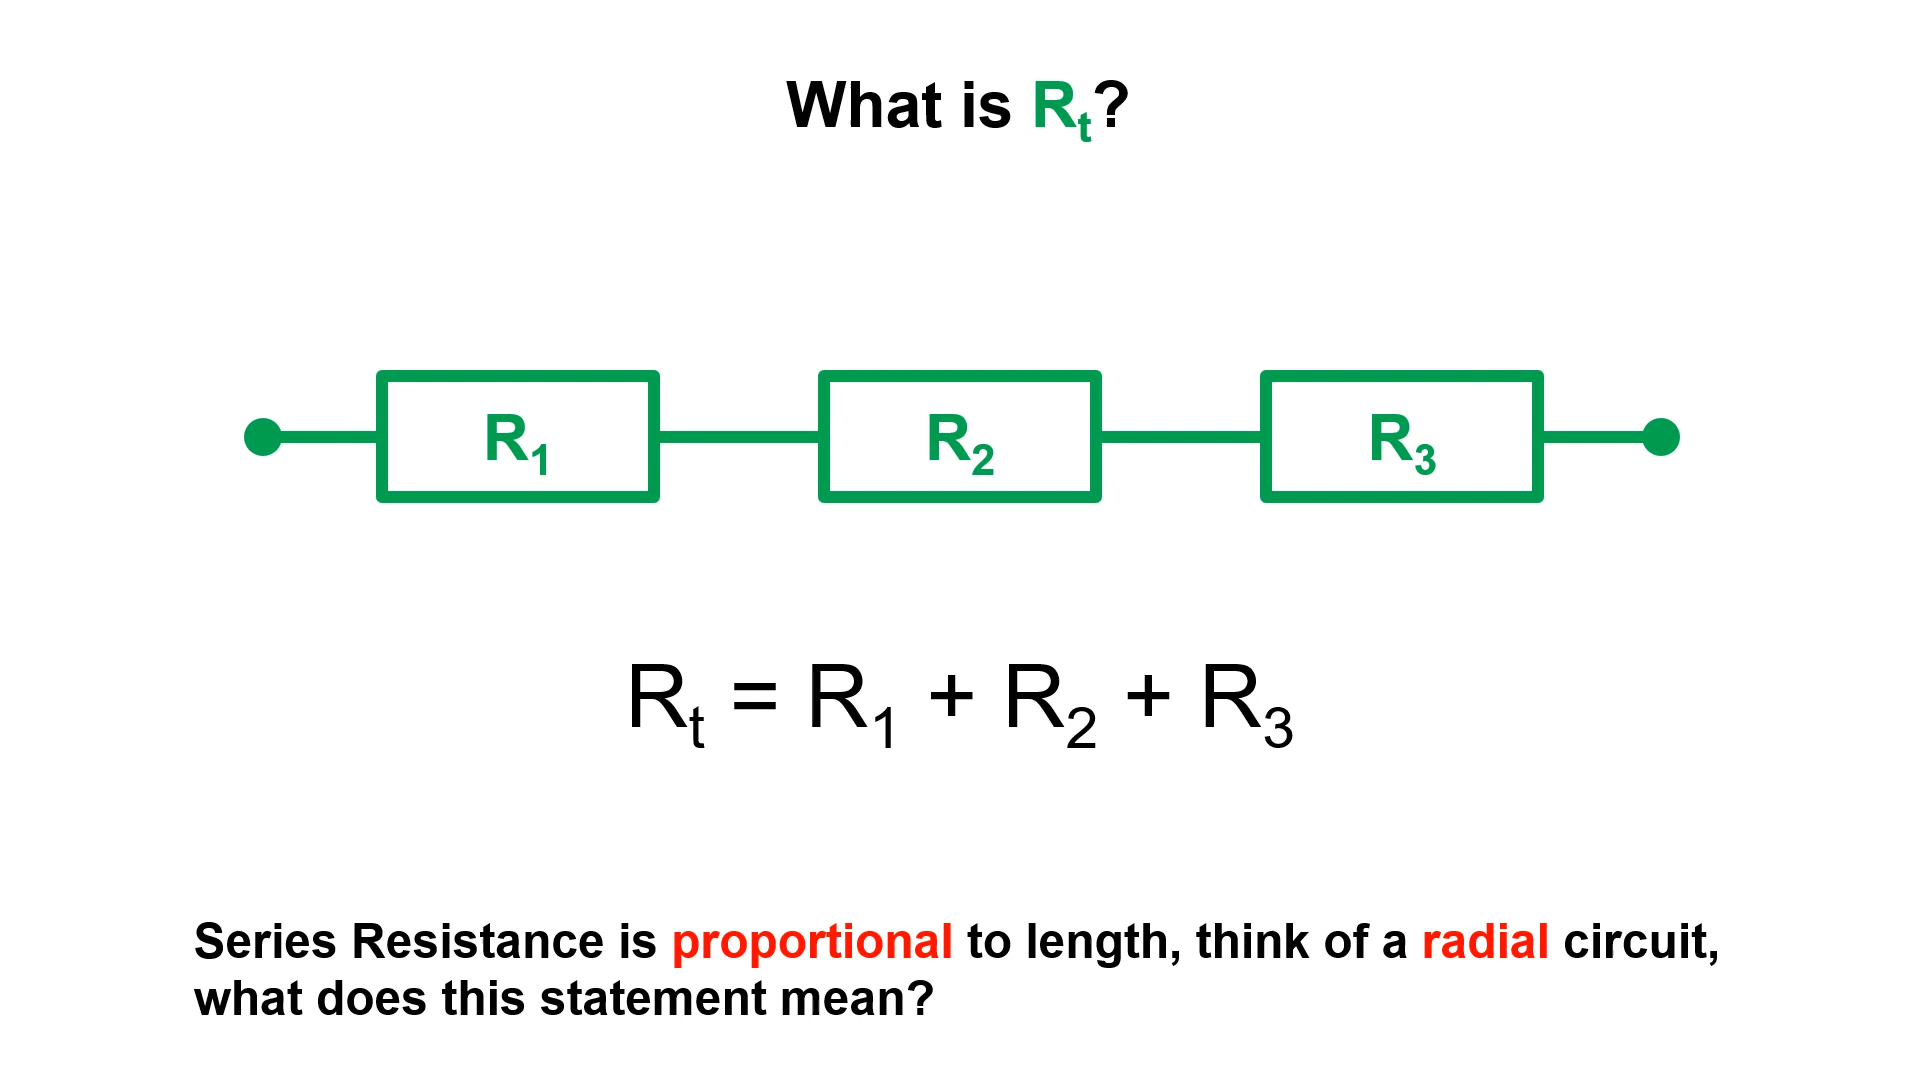 What is Rₜ?
R₁ R₂ R₃
Rₜ = R₁ + R₂ + R₃
Series Resistance is proportional to length, think of a radial circuit,
what does this statement mean?